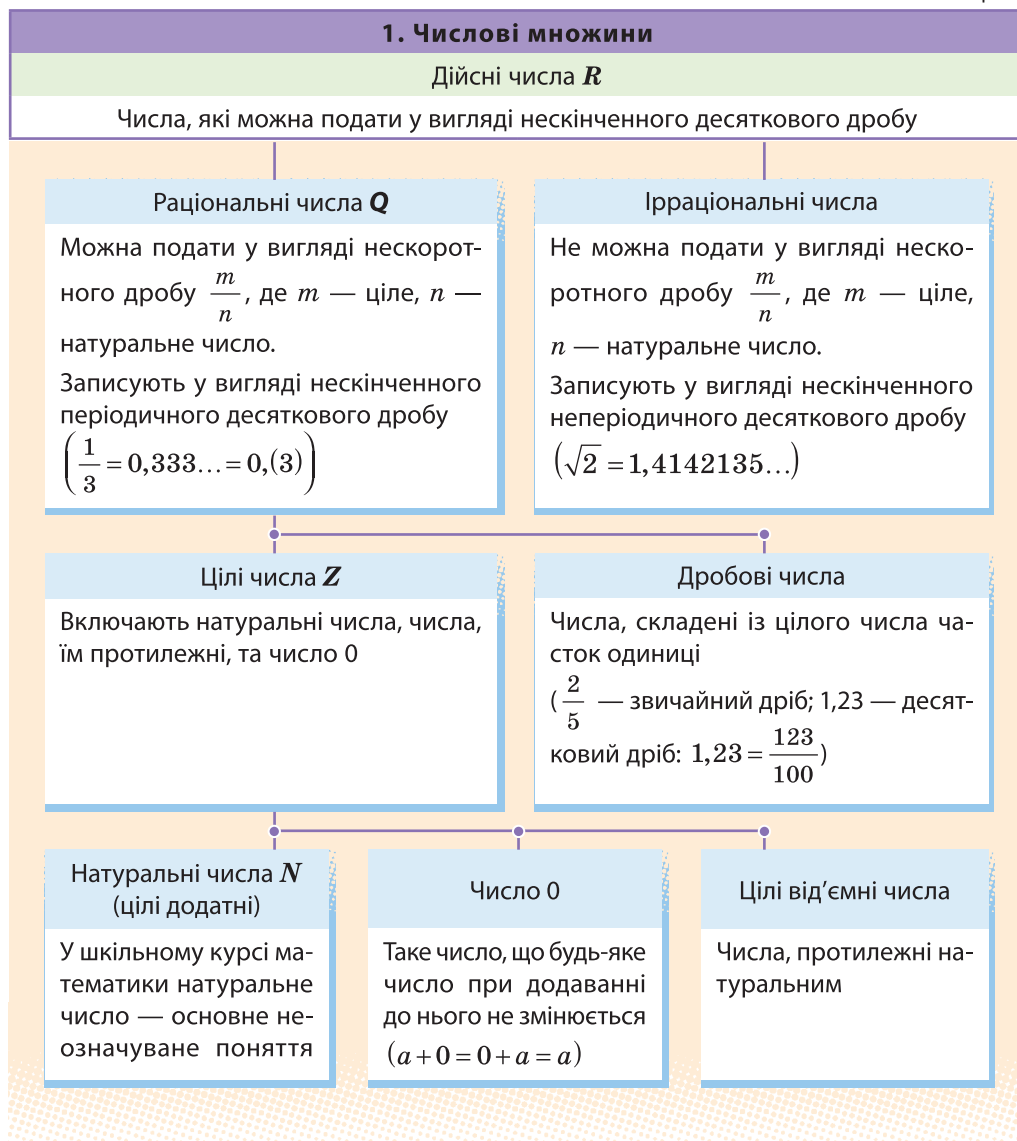 1. Числові множини
Дійсні числа R
Числа, які можна подати у вигляді нескінченного десяткового дробу
Раціональні числа Q
Можна подати у вигляді нескорот-
ного дробу m/n, де m — ціле, n —
натуральне число.
Записують у вигляді нескінченного
періодичного десяткового дробу
(1/3 = 0,333... = 0,(3))
Ірраціональні числа
Не можна подати у вигляді неско-
ротного дробу m/n, де m — ціле,
n — натуральне число.
Записують у вигляді нескінченного
неперіодичного десяткового дробу
(√2 = 1,4142135...)
Цілі числа Z
Включають натуральні числа, числа,
їм протилежні, та число 0
Дробові числа
Числа, складені із цілого числа ча-
сток одиниці
(2/5 — звичайний дріб; 1,23 — десят-
ковий дріб: 1,23 = 123/100)
Натуральні числа N
(цілі додатні)
У шкільному курсі ма-
тематики натуральне
число — основне не-
означуване поняття
Число 0
Таке число, що будь-яке
число при додаванні
до нього не змінюється
(a + 0 = 0 + a = a)
Цілі від’ємні числа
Числа, протилежні на-
туральним